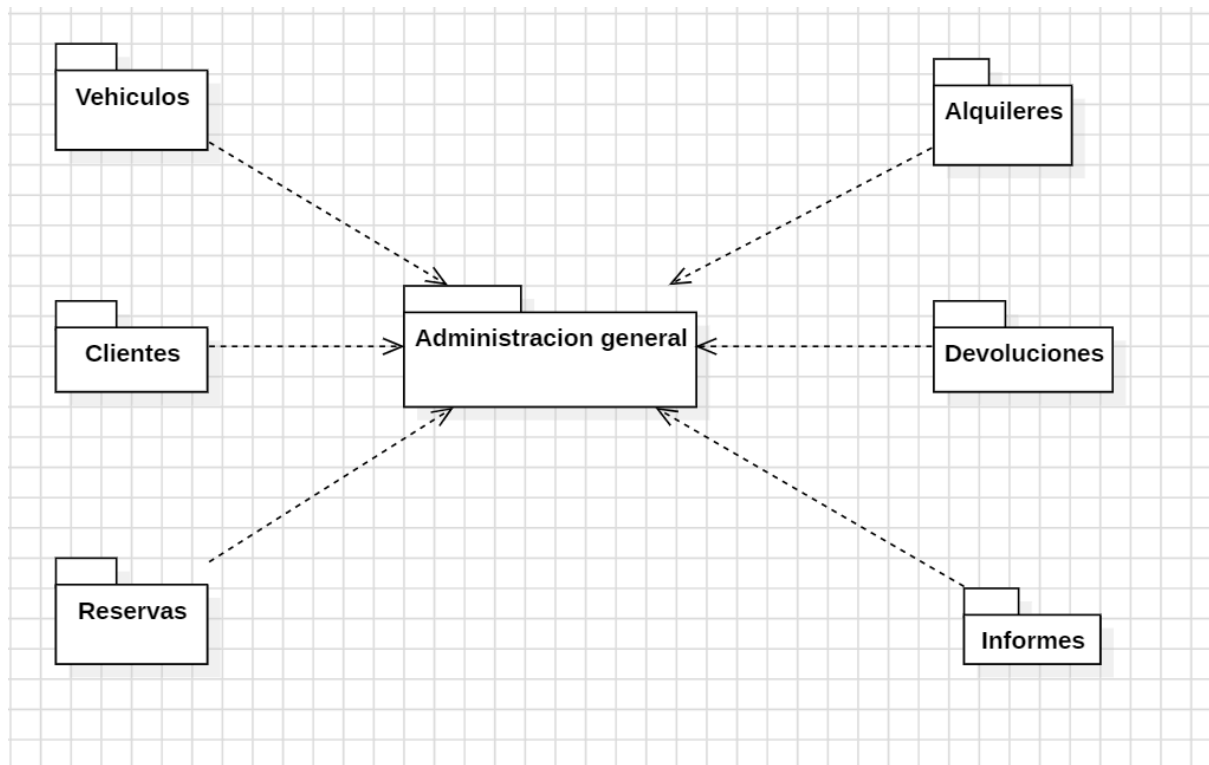 Vehiculos
Alquileres
Administracion general
Clientes
Devoluciones
Reservas
Informes